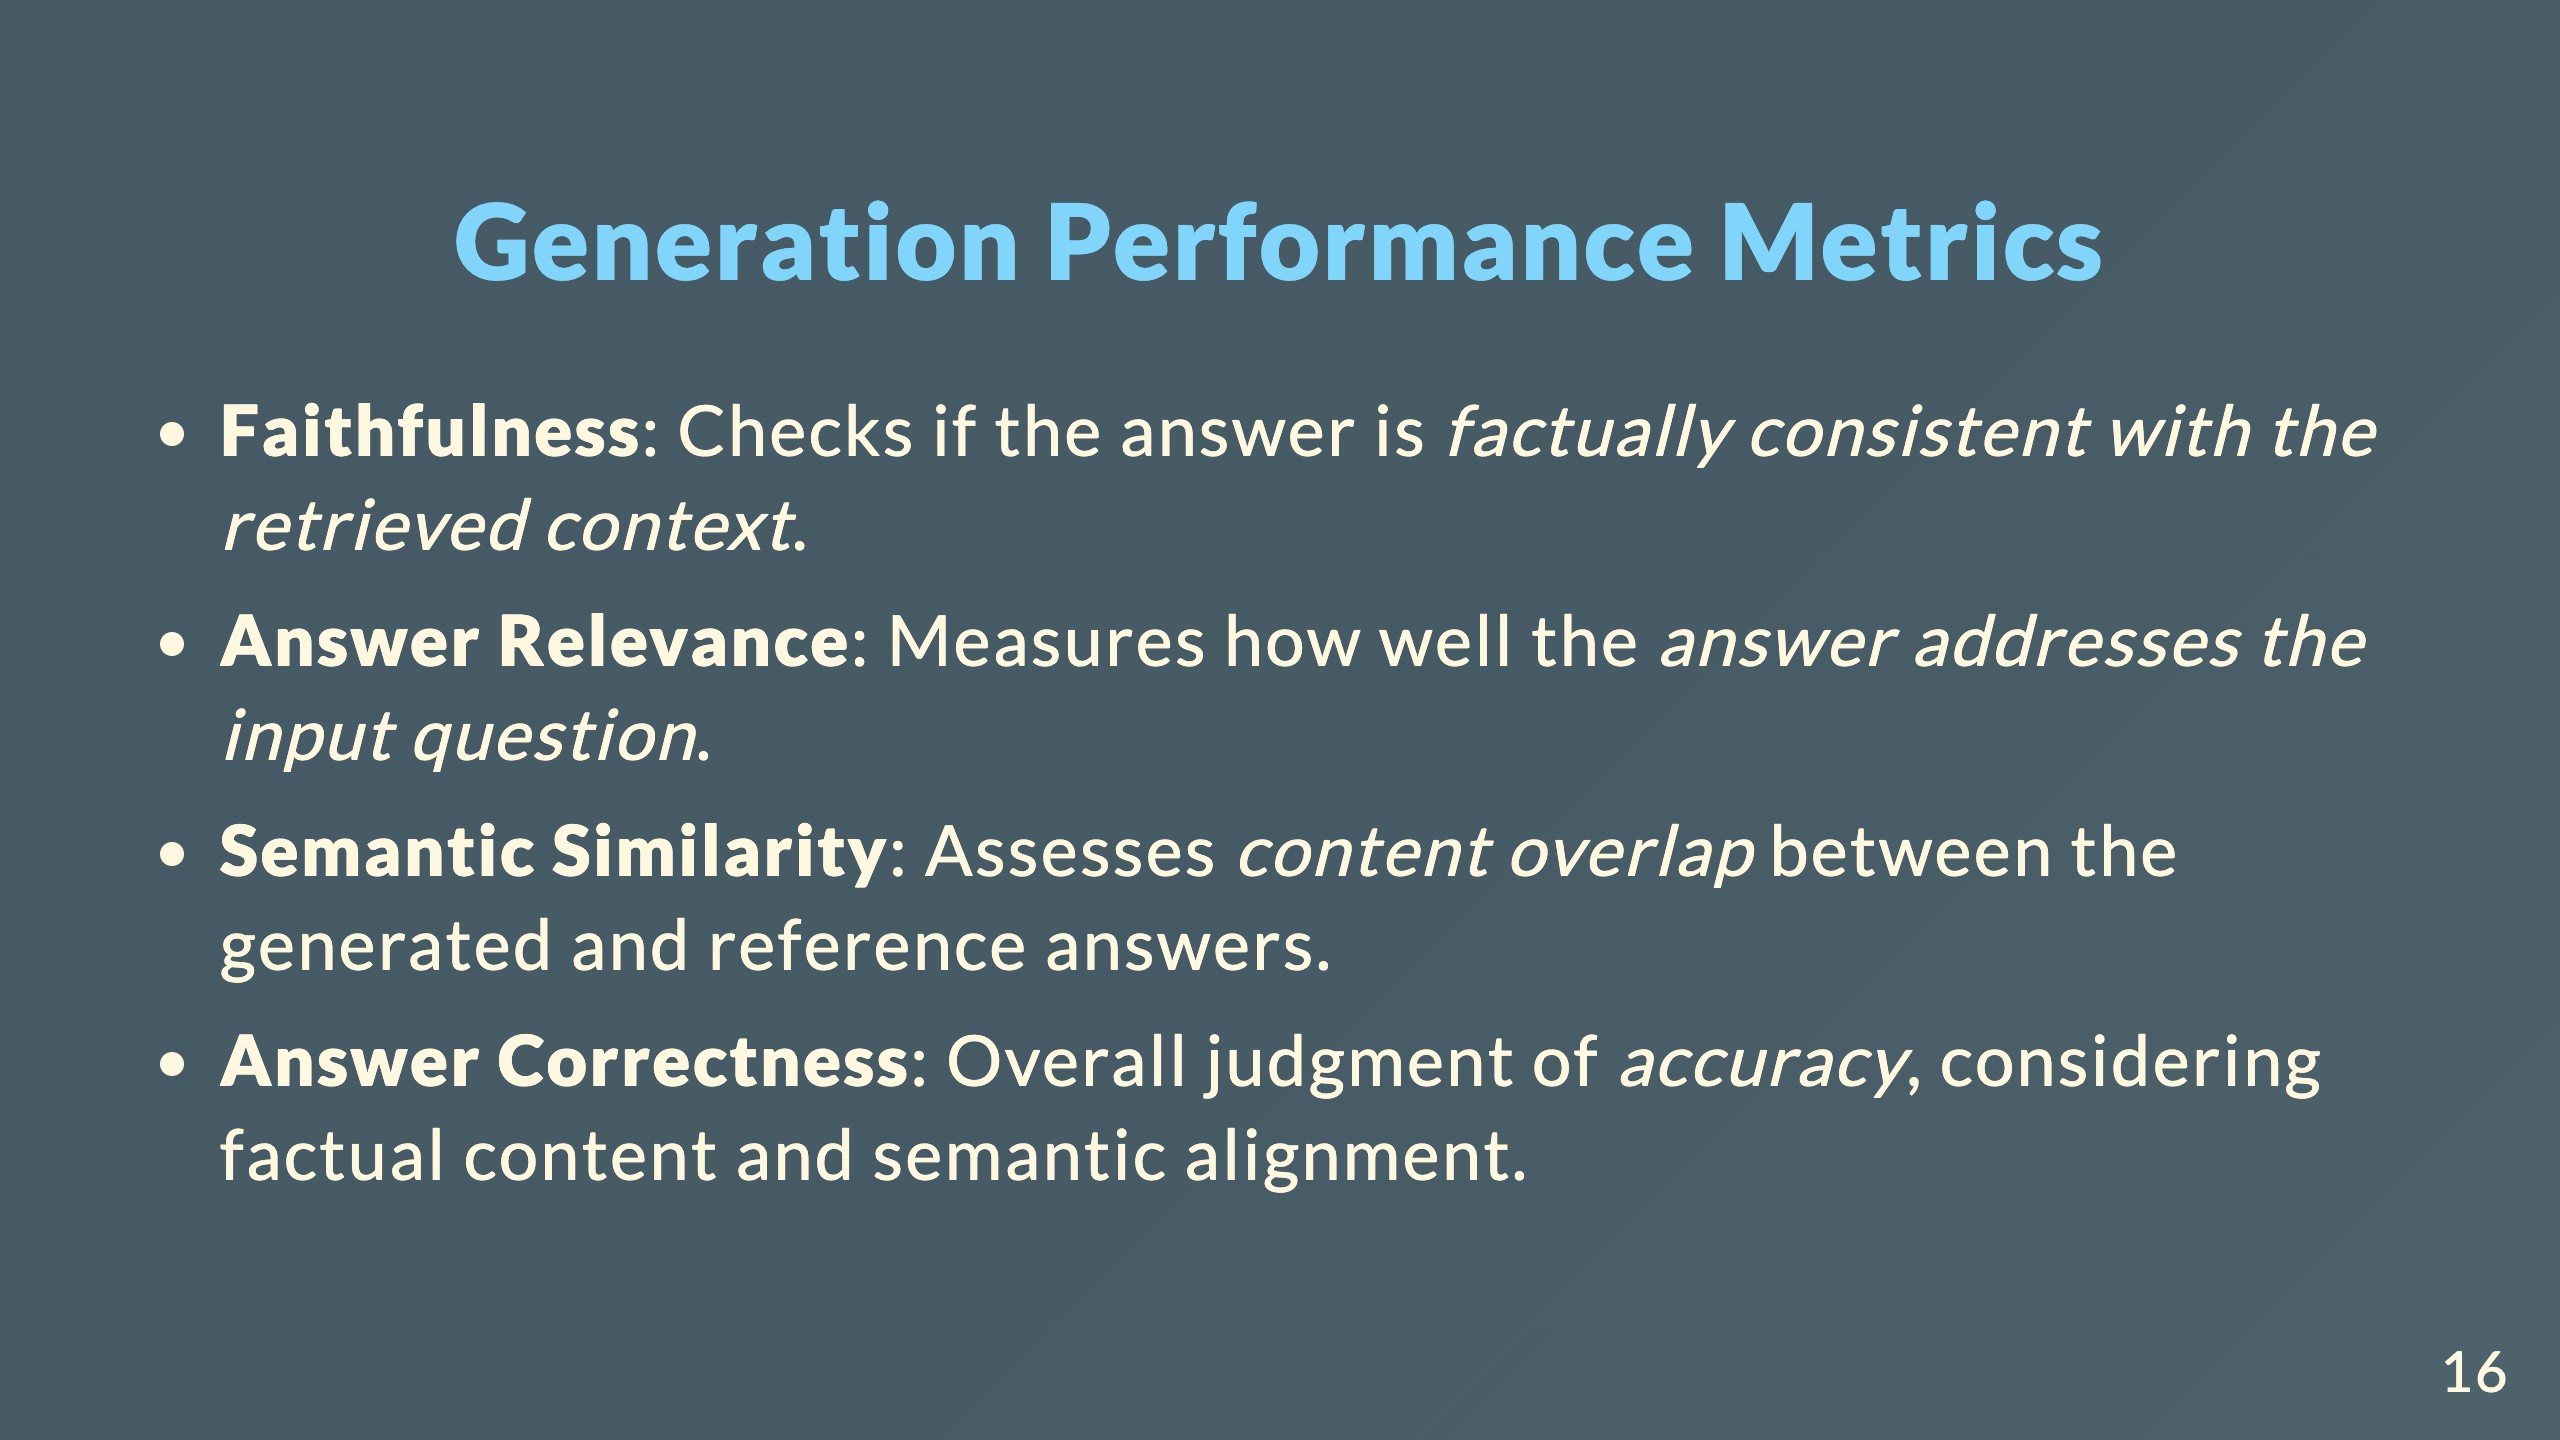 Generation Performance Metrics
• Faithfulness: Checks if the answer is factually consistent with the
retrieved context.
• Answer Relevance: Measures how well the answer addresses the
input question.
• Semantic Similarity: Assesses content overlap between the
generated and reference answers.
• Answer Correctness: Overall judgment of accuracy, considering
factual content and semantic alignment.
16